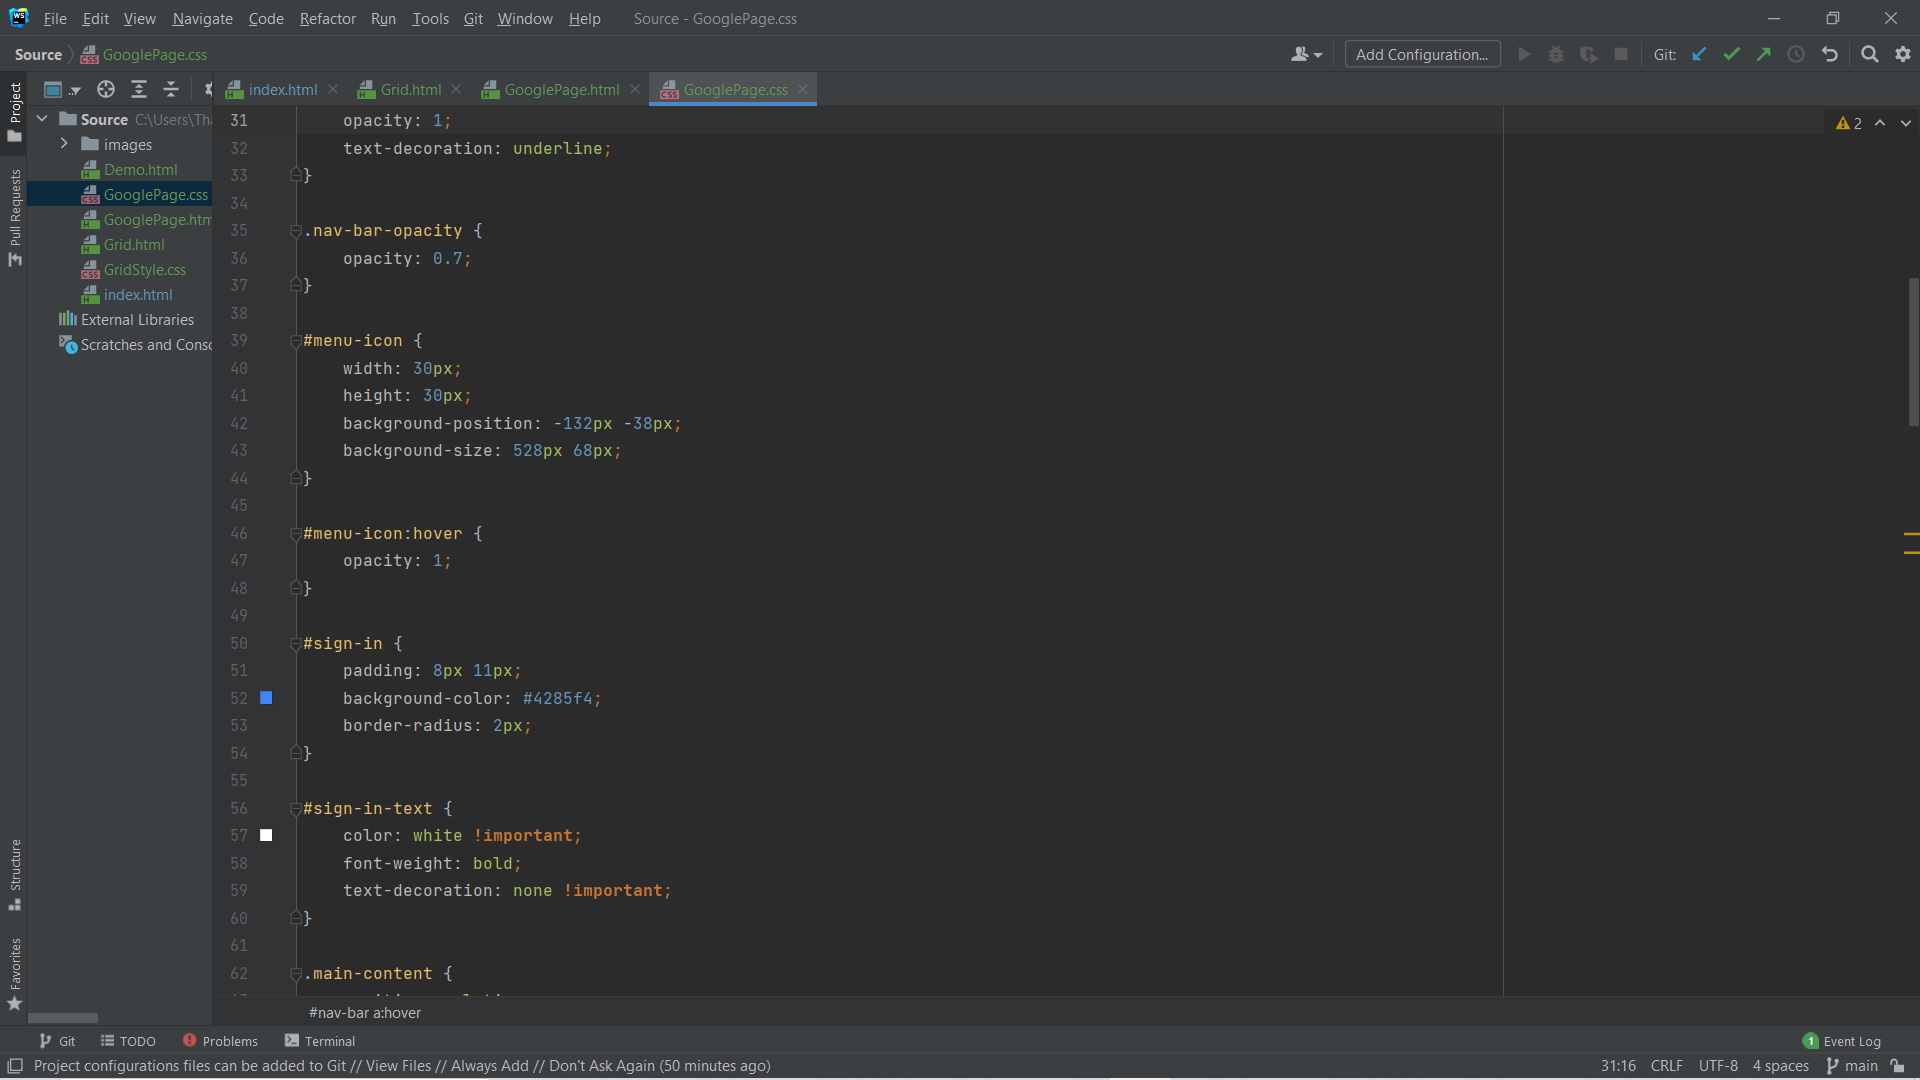 WS File Edit View Navigate Code Refactor Run Tools Git Window Help Source - GooglePage.css
Source GooglePage.css Add Configuration... Git:
index.html Grid.html GooglePage.html GooglePage.css
Project
Pull Requests
Structure
Favorites
Source C:\Users\Tha
images
Demo.html
GooglePage.css
GooglePage.htm
Grid.html
GridStyle.css
index.html
External Libraries
Scratches and Conso
2
31 opacity: 1;
32 text-decoration: underline;
33 }
34
35 .nav-bar-opacity {
36 opacity: 0.7;
37 }
38
39 #menu-icon {
40 width: 30px;
41 height: 30px;
42 background-position: -132px -38px;
43 background-size: 528px 68px;
44 }
45
46 #menu-icon:hover {
47 opacity: 1;
48 }
49
50 #sign-in {
51 padding: 8px 11px;
52 background-color: #4285f4;
53 border-radius: 2px;
54 }
55
56 #sign-in-text {
57 color: white !important;
58 font-weight: bold;
59 text-decoration: none !important;
60 }
61
62 .main-content {
#nav-bar a:hover
Git TODO Problems Terminal 1 Event Log
Project configurations files can be added to Git // View Files // Always Add // Don't Ask Again (50 minutes ago) 31:16 CRLF UTF-8 4 spaces main